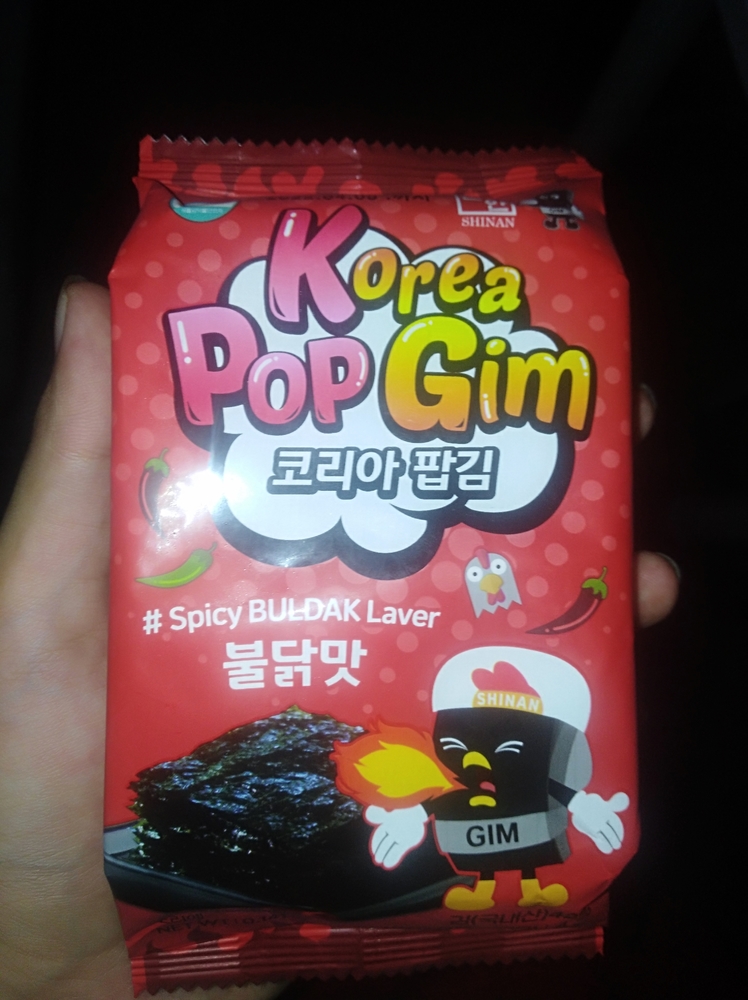 SHINAN
Korea
Pop Gim
코리아 팝김
# Spicy BULDAK Laver
불닭맛
SHINAN
GIM